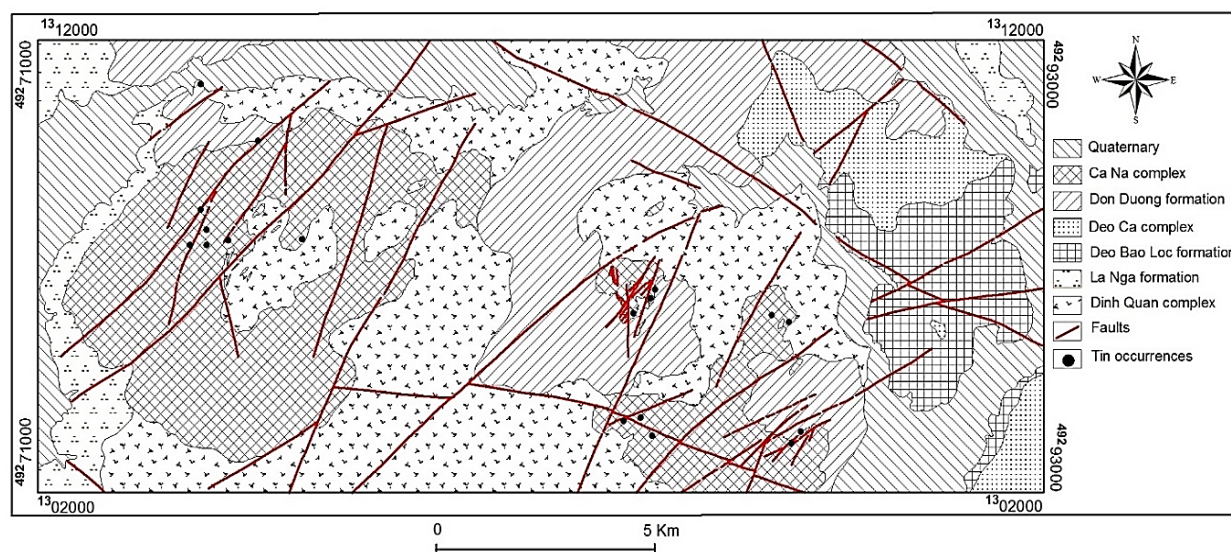 13 12000
13 12000
492 71000
492 93000
N
W E
S
Quaternary
Ca Na complex
Don Duong formation
Deo Ca complex
Deo Bao Loc formation
La Nga formation
Dinh Quan complex
Faults
Tin occurrences
492 71000
492 93000
13 02000
13 02000
0 5 Km